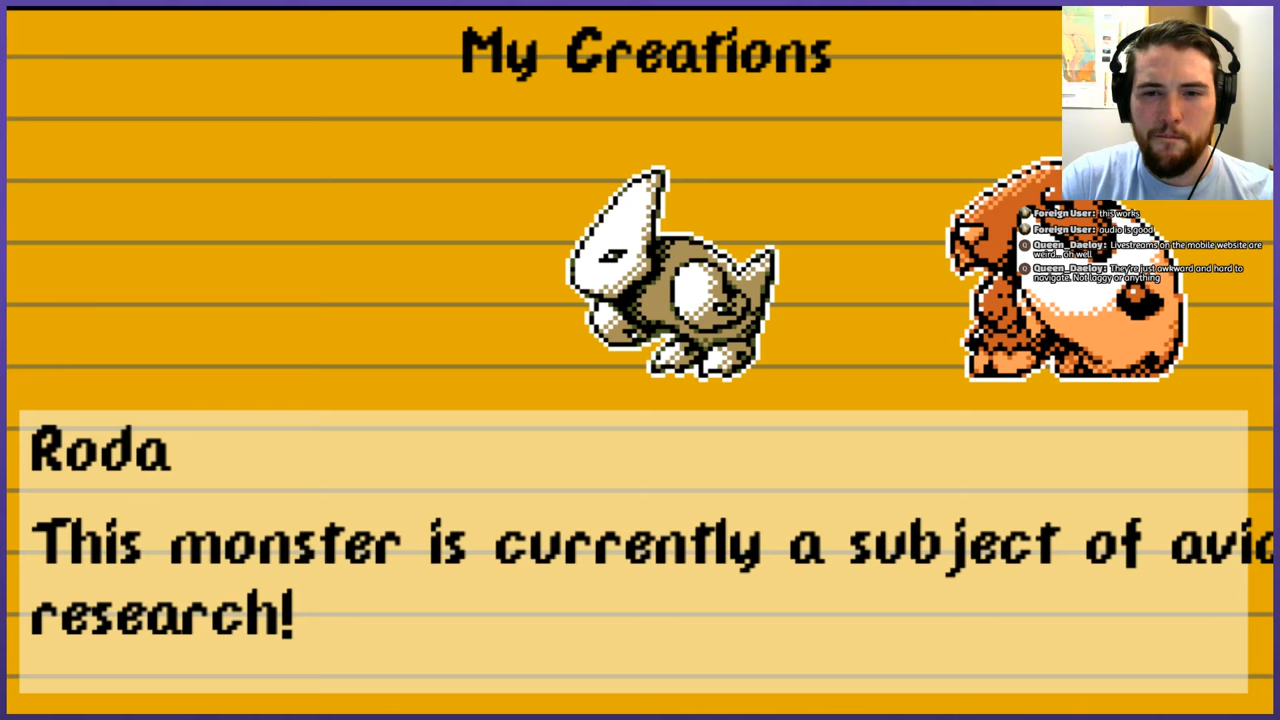 My Creations
Foreign User: this works
Foreign User: audio is good
Queen_Daeloy: Livestreams on the mobile website are
weird... oh well
Queen_Daeloy: They're just awkward and hard to
navigate. Not laggy or anything
Roda
This monster is currently a subject of avia
research!